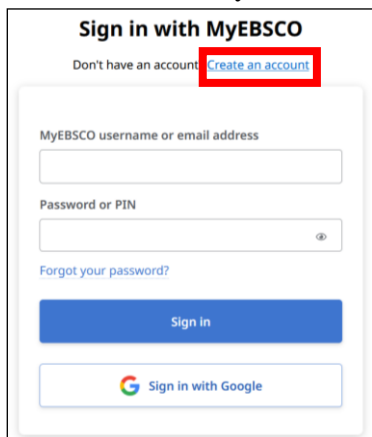 Sign in with MyEBSCO
Don't have an account Create an account
MyEBSCO username or email address
Password or PIN
Forgot your password?
Sign in
Sign in with Google